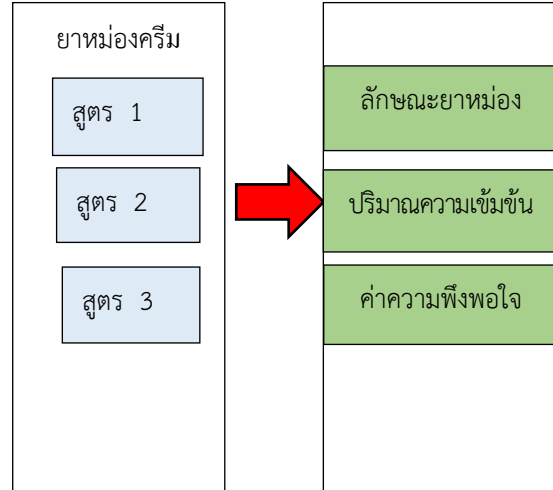 ยาหม่องครีม
สูตร 1
สูตร 2
สูตร 3
ลักษณะยาหม่อง
ปริมาณความเข้มข้น
ค่าความพึงพอใจ